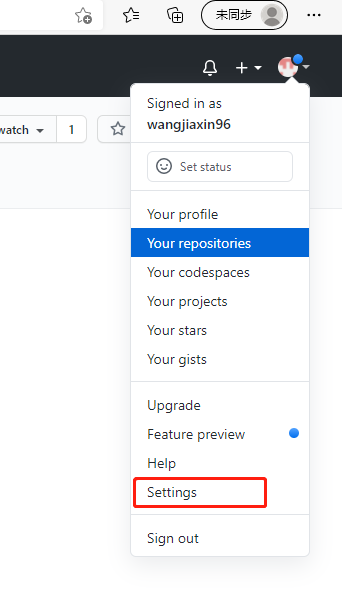 未同步
watch
1
Signed in as
wangjiaxin96
Set status
Your profile
Your repositories
Your codespaces
Your projects
Your stars
Your gists
Upgrade
Feature preview
Help
Settings
Sign out